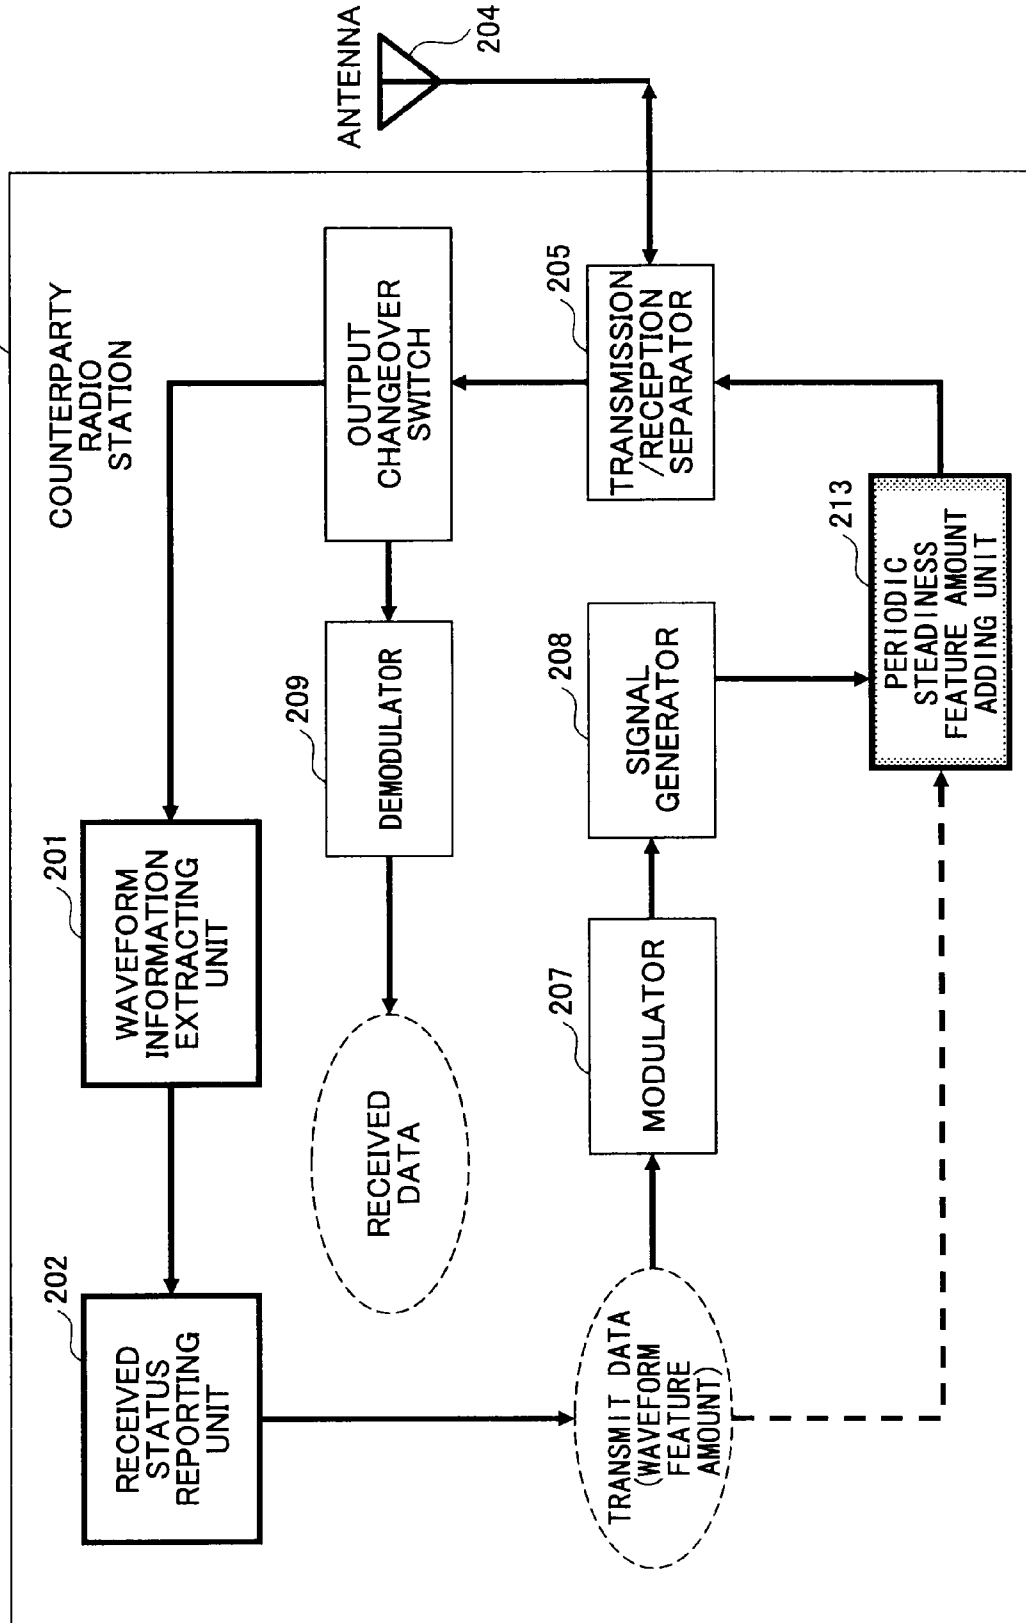 COUNTERPARTY
RADIO
STATION
ANTENNA
204
202
RECEIVED
STATUS
REPORTING
UNIT
201
WAVEFORM
INFORMATION
EXTRACTING
UNIT
OUTPUT
CHANGEOVER
SWITCH
RECEIVED
DATA
209
DEMODULATOR
205
TRANSMISSION
/RECEPTION
SEPARATOR
TRANSMIT DATA
(WAVEFORM
FEATURE
AMOUNT)
207
MODULATOR
208
SIGNAL
GENERATOR
213
PERIODIC
STEADINESS
FEATURE AMOUNT
ADDING UNIT